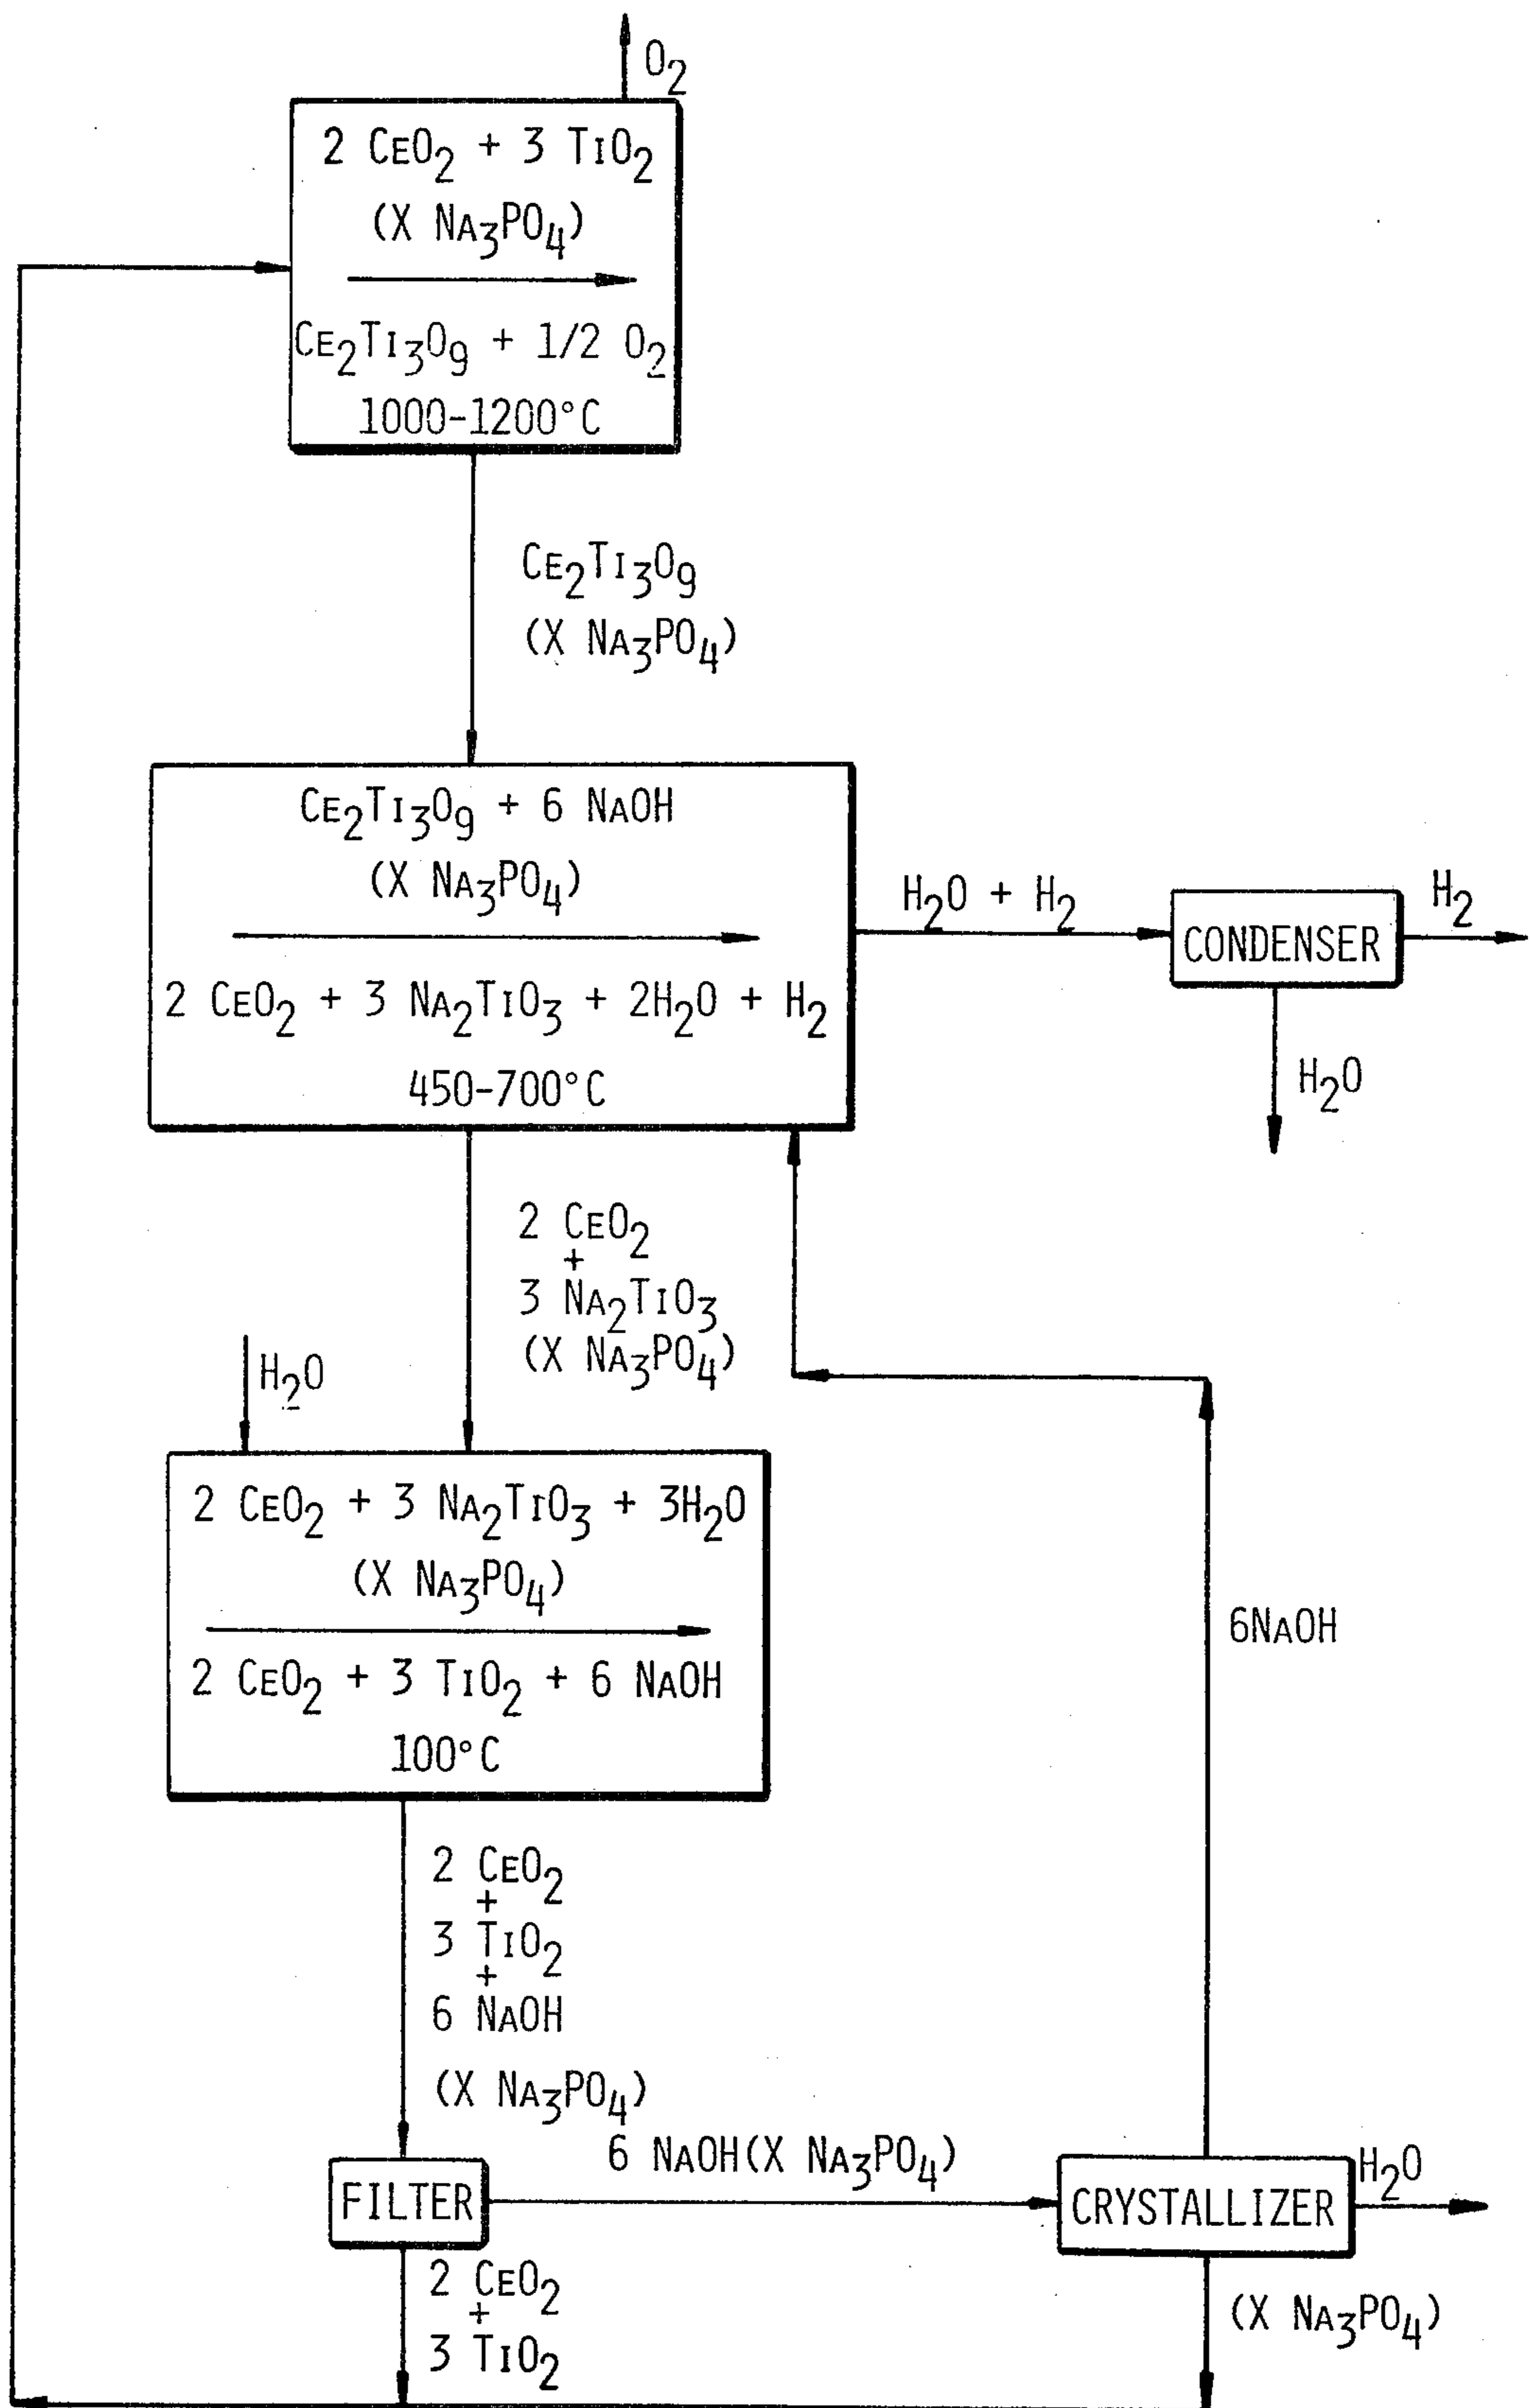 O2
2 CeO2 + 3 TiO2
(X Na3PO4)
Ce2Ti3O9 + 1/2 O2
1000-1200°C
Ce2Ti3O9
(X Na3PO4)
Ce2Ti3O9 + 6 NaOH
(X Na3PO4)
2 CeO2 + 3 Na2TiO3 + 2H2O + H2
450-700°C
H2O + H2
CONDENSER
H2
H2O
2 CeO2
+
3 Na2TiO3
(X Na3PO4)
H2O
2 CeO2 + 3 Na2TiO3 + 3H2O
(X Na3PO4)
2 CeO2 + 3 TiO2 + 6 NaOH
100°C
6NaOH
2 CeO2
+
3 TiO2
+
6 NaOH
(X Na3PO4)
FILTER
6 NaOH(X Na3PO4)
CRYSTALLIZER
H2O
2 CeO2
+
3 TiO2
(X Na3PO4)